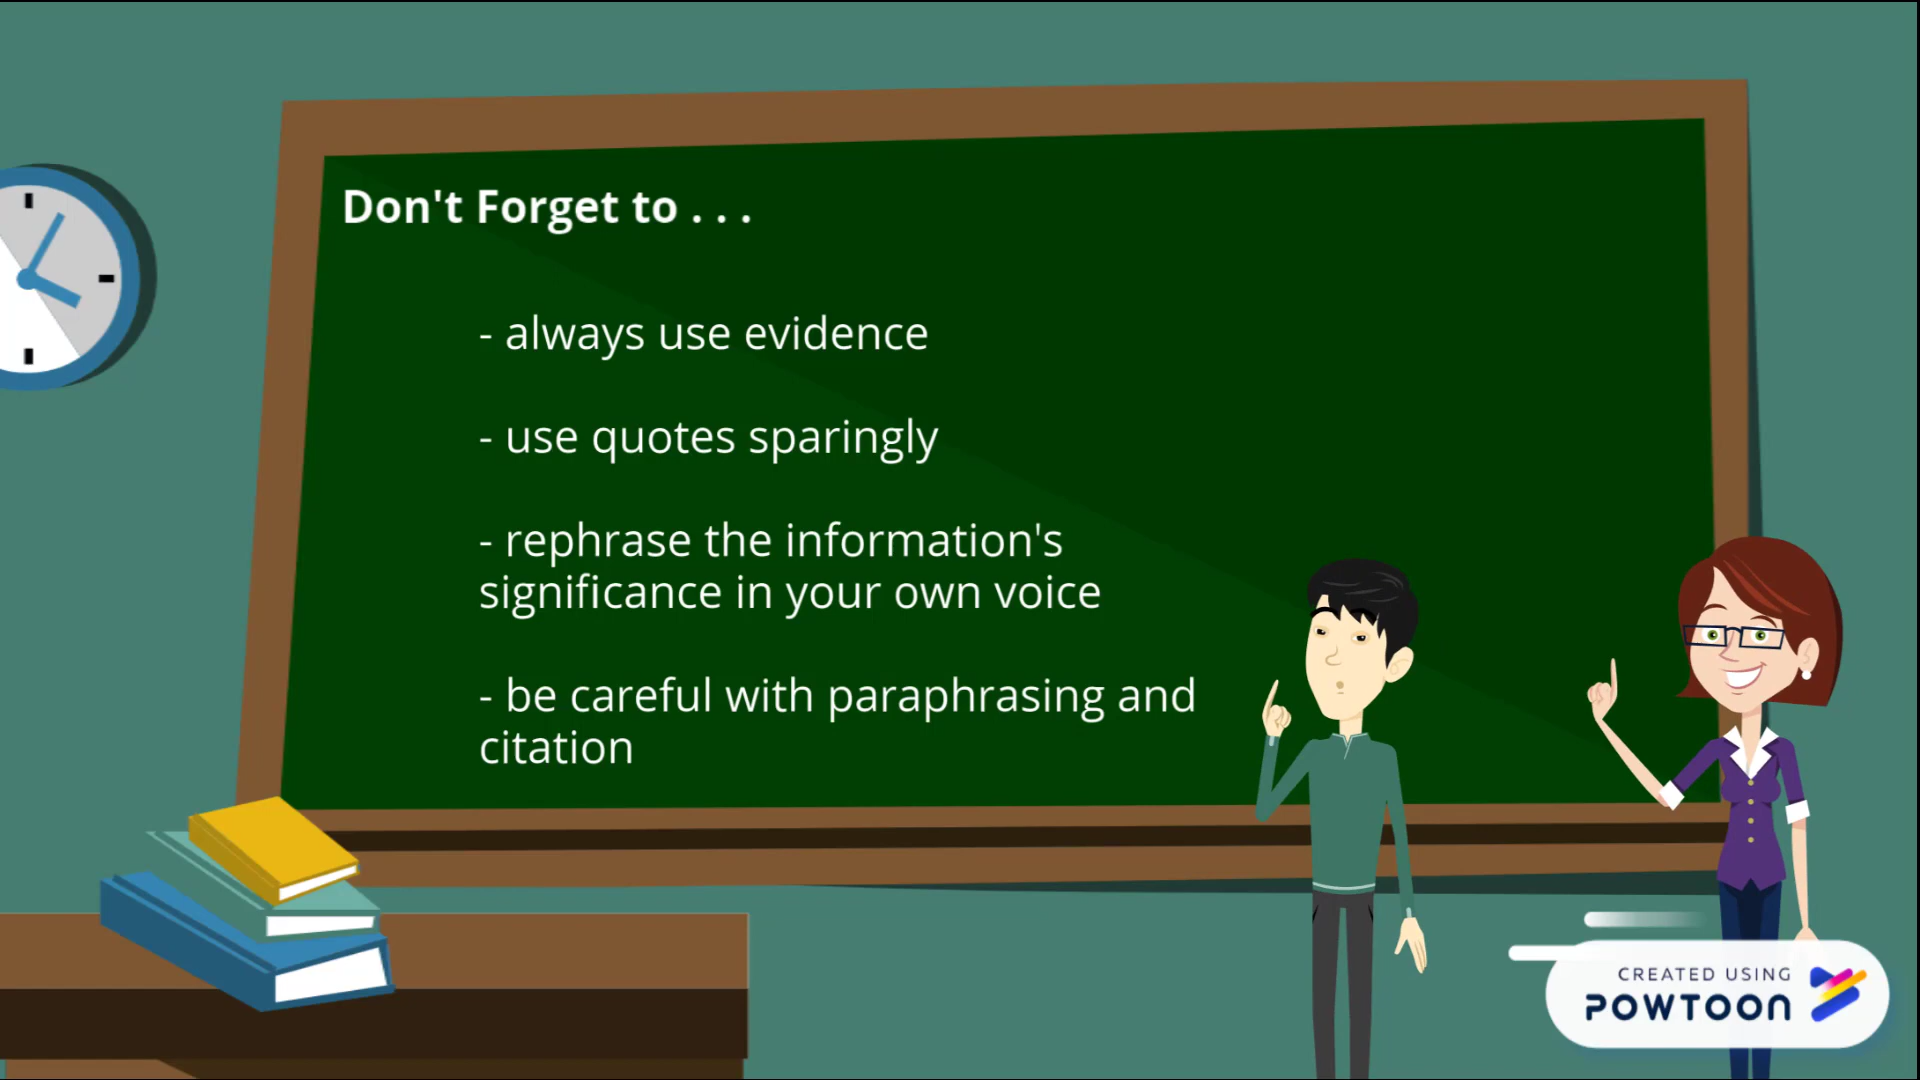 Don't Forget to . . .
- always use evidence
- use quotes sparingly
- rephrase the information's
significance in your own voice
- be careful with paraphrasing and
citation
CREATED USING
POWTOON